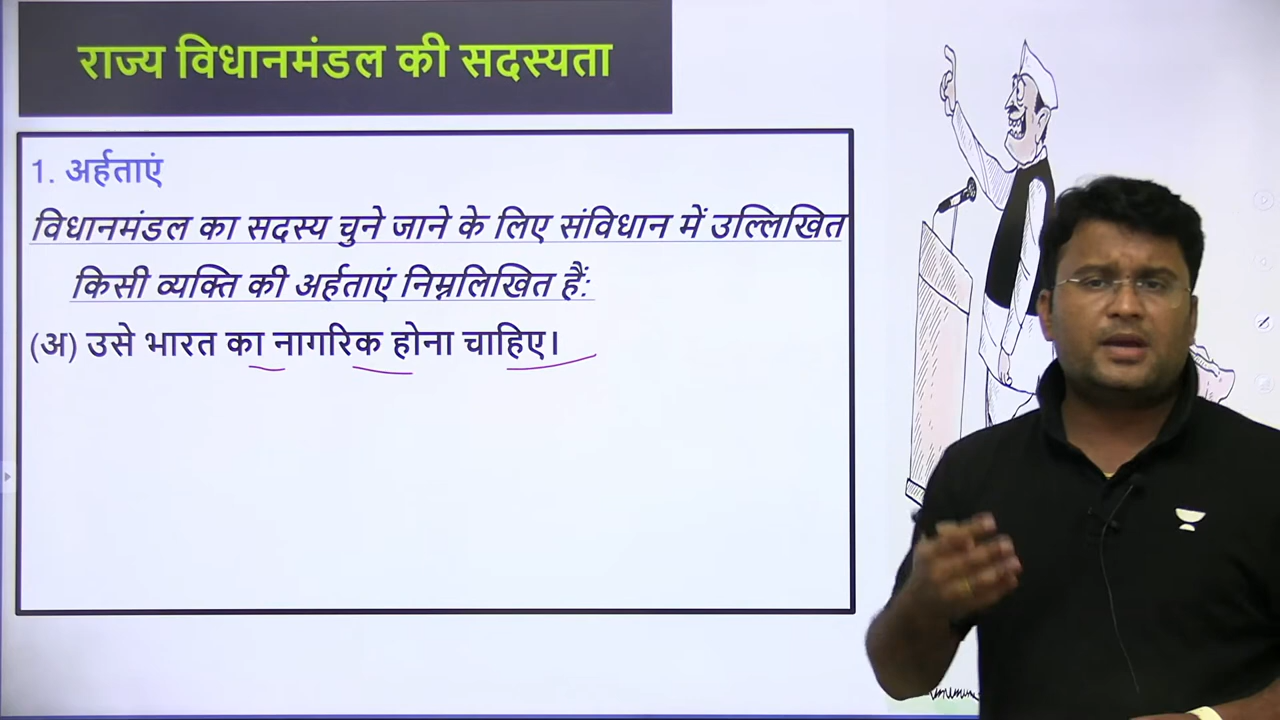 राज्य विधानमंडल की सदस्यता
1. अर्हताएं
विधानमंडल का सदस्य चुने जाने के लिए संविधान में उल्लिखित
किसी व्यक्ति की अर्हताएं निम्नलिखित हैं:
(अ) उसे भारत का नागरिक होना चाहिए।